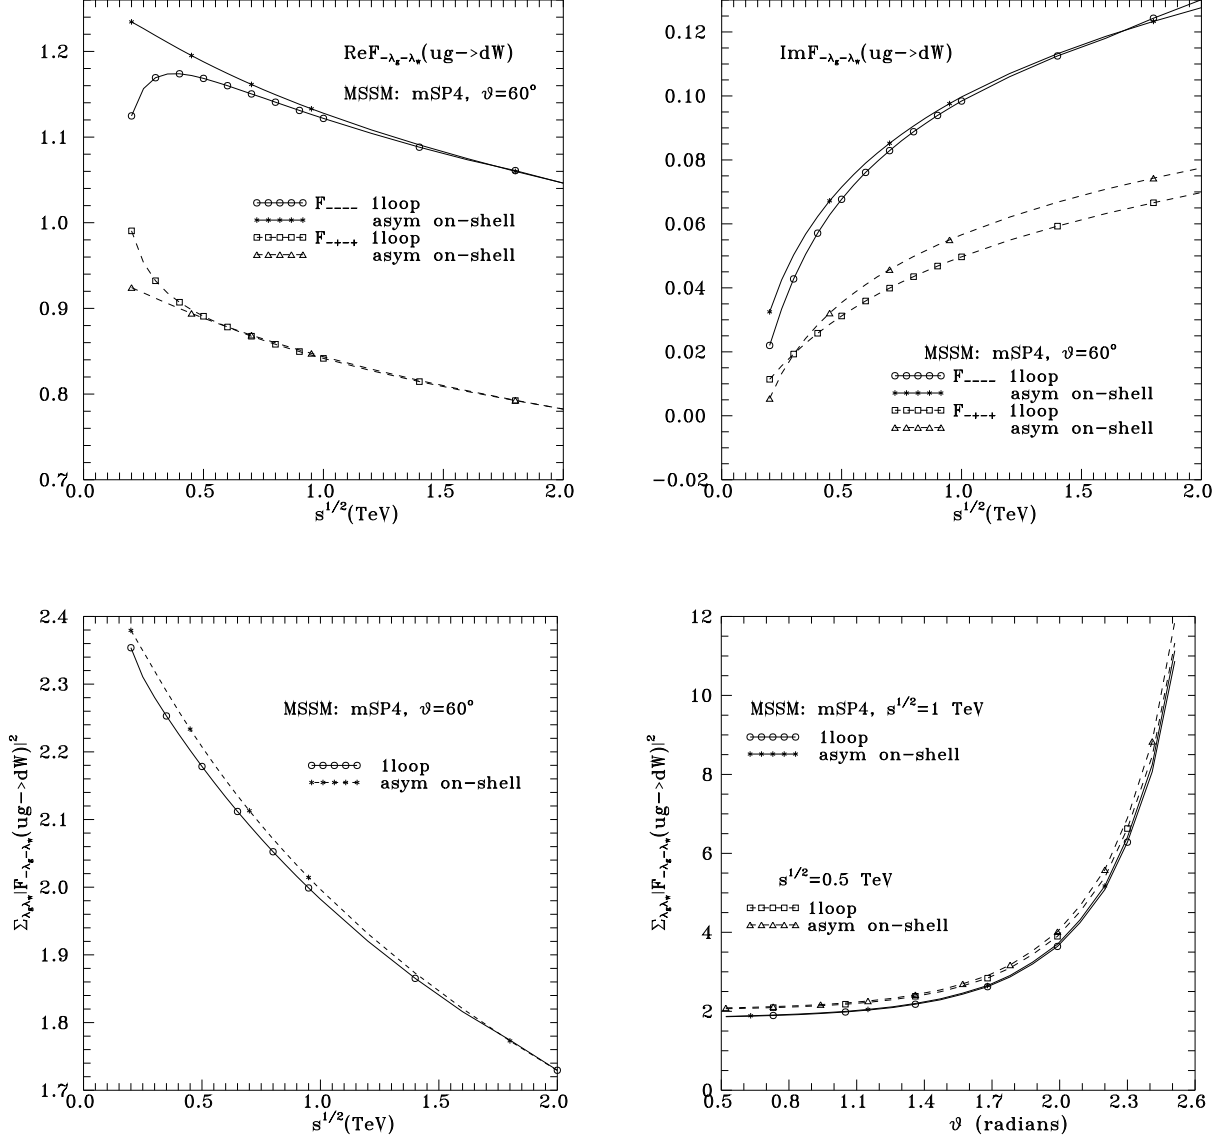 1.2
1.1
1.0
0.9
0.8
0.7
0.0 0.5 1.0 1.5 2.0
s^{1/2}(TeV)
ReF_{-λ_g-λ_W}(ug->dW)
MSSM: mSP4, ϑ=60°
F_{----} 1loop
asym on-shell
F_{-+-+} 1loop
asym on-shell
0.12
0.10
0.08
0.06
0.04
0.02
0.00
-0.02
0.0 0.5 1.0 1.5 2.0
s^{1/2}(TeV)
ImF_{-λ_g-λ_W}(ug->dW)
MSSM: mSP4, ϑ=60°
F_{----} 1loop
asym on-shell
F_{-+-+} 1loop
asym on-shell
2.4
2.3
2.2
2.1
2.0
1.9
1.8
1.7
0.0 0.5 1.0 1.5 2.0
s^{1/2}(TeV)
Σ_{λ_gλ_W}|F_{-λ_g-λ_W}(ug->dW)|^2
MSSM: mSP4, ϑ=60°
1loop
asym on-shell
12
10
8
6
4
2
0
0.5 0.8 1.1 1.4 1.7 2.0 2.3 2.6
ϑ (radians)
Σ_{λ_gλ_W}|F_{-λ_g-λ_W}(ug->dW)|^2
MSSM: mSP4, s^{1/2}=1 TeV
1loop
asym on-shell
s^{1/2}=0.5 TeV
1loop
asym on-shell